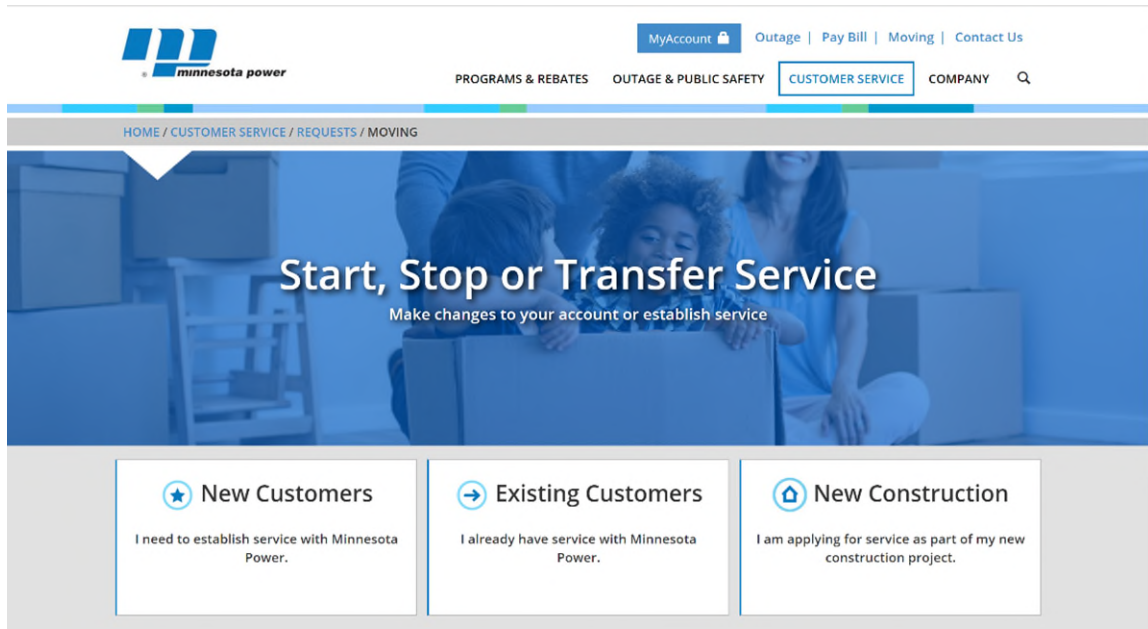 MyAccount
Outage | Pay Bill | Moving | Contact Us
minnesota power
PROGRAMS & REBATES OUTAGE & PUBLIC SAFETY CUSTOMER SERVICE COMPANY
HOME / CUSTOMER SERVICE / REQUESTS / MOVING
Start, Stop or Transfer Service
Make changes to your account or establish service
New Customers
I need to establish service with Minnesota
Power.
Existing Customers
I already have service with Minnesota
Power.
New Construction
I am applying for service as part of my new
construction project.